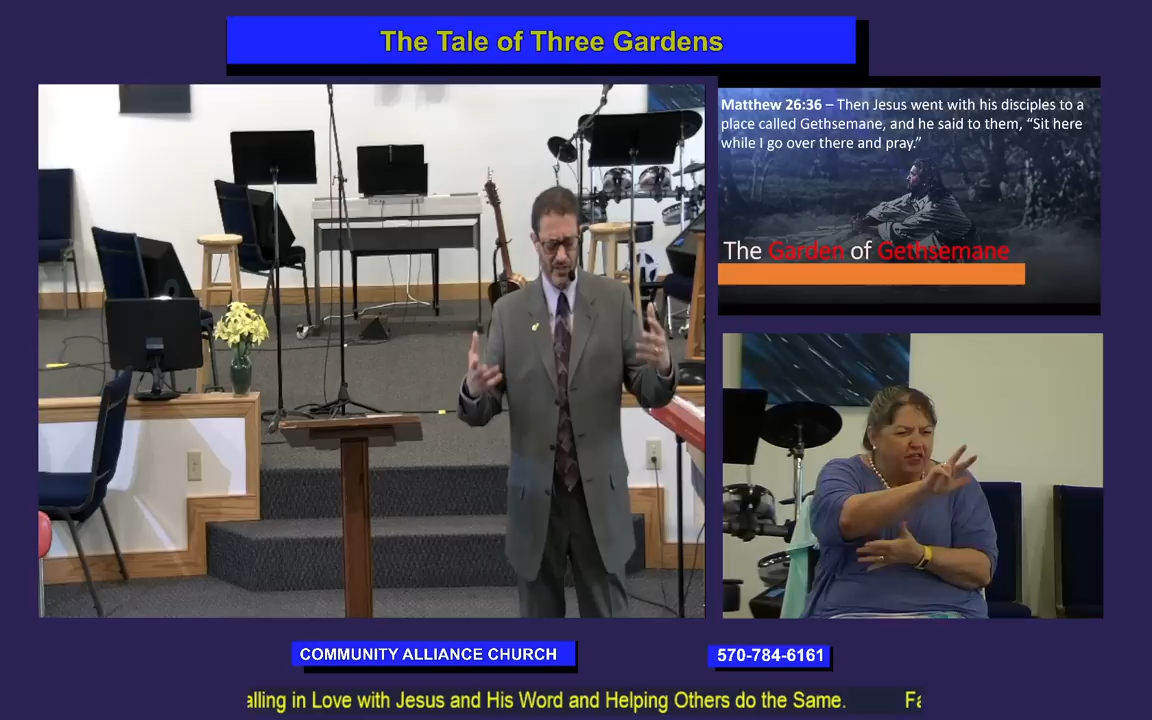 The Tale of Three Gardens
Matthew 26:36 – Then Jesus went with his disciples to a
place called Gethsemane, and he said to them, “Sit here
while I go over there and pray.”
The Garden of Gethsemane
COMMUNITY ALLIANCE CHURCH
570-784-6161
alling in Love with Jesus and His Word and Helping Others do the Same. Fa